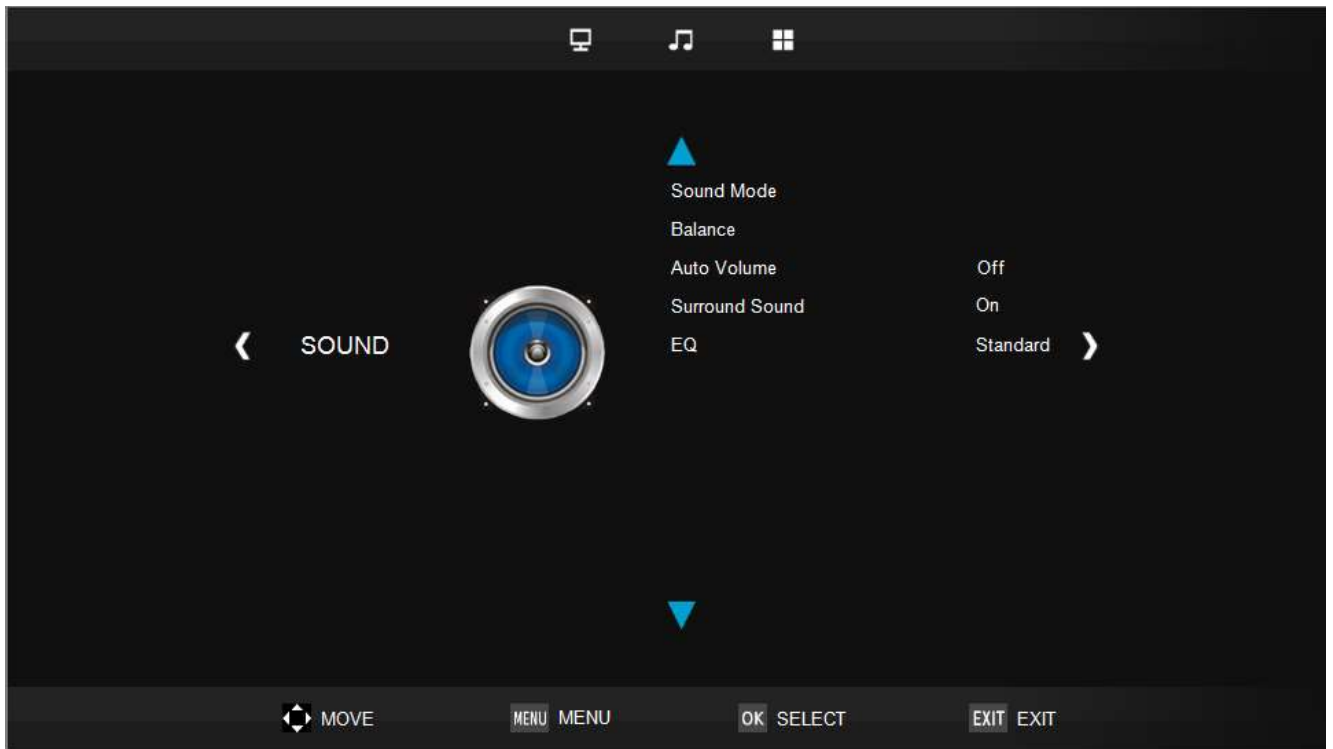 Sound Mode
Balance
Auto Volume Off
Surround Sound On
SOUND
EQ Standard
MOVE
MENU MENU
OK SELECT
EXIT EXIT